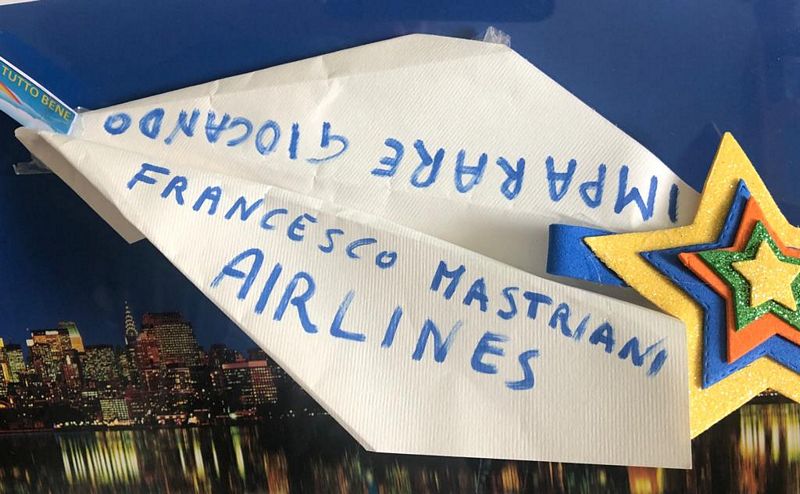 TUTTO BENE
IMPARARE GIOCANDO
FRANCESCO MASTRIANI
AIRLINES